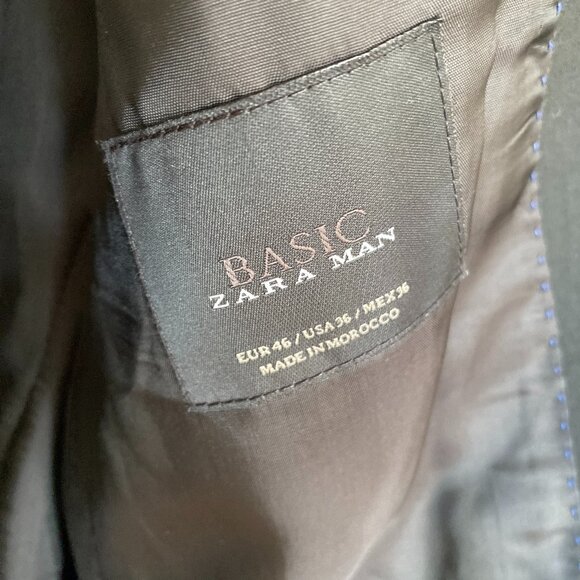 BASIC
ZARA MAN
EUR 46 / USA 36 / MEX 36
MADE IN MOROCCO